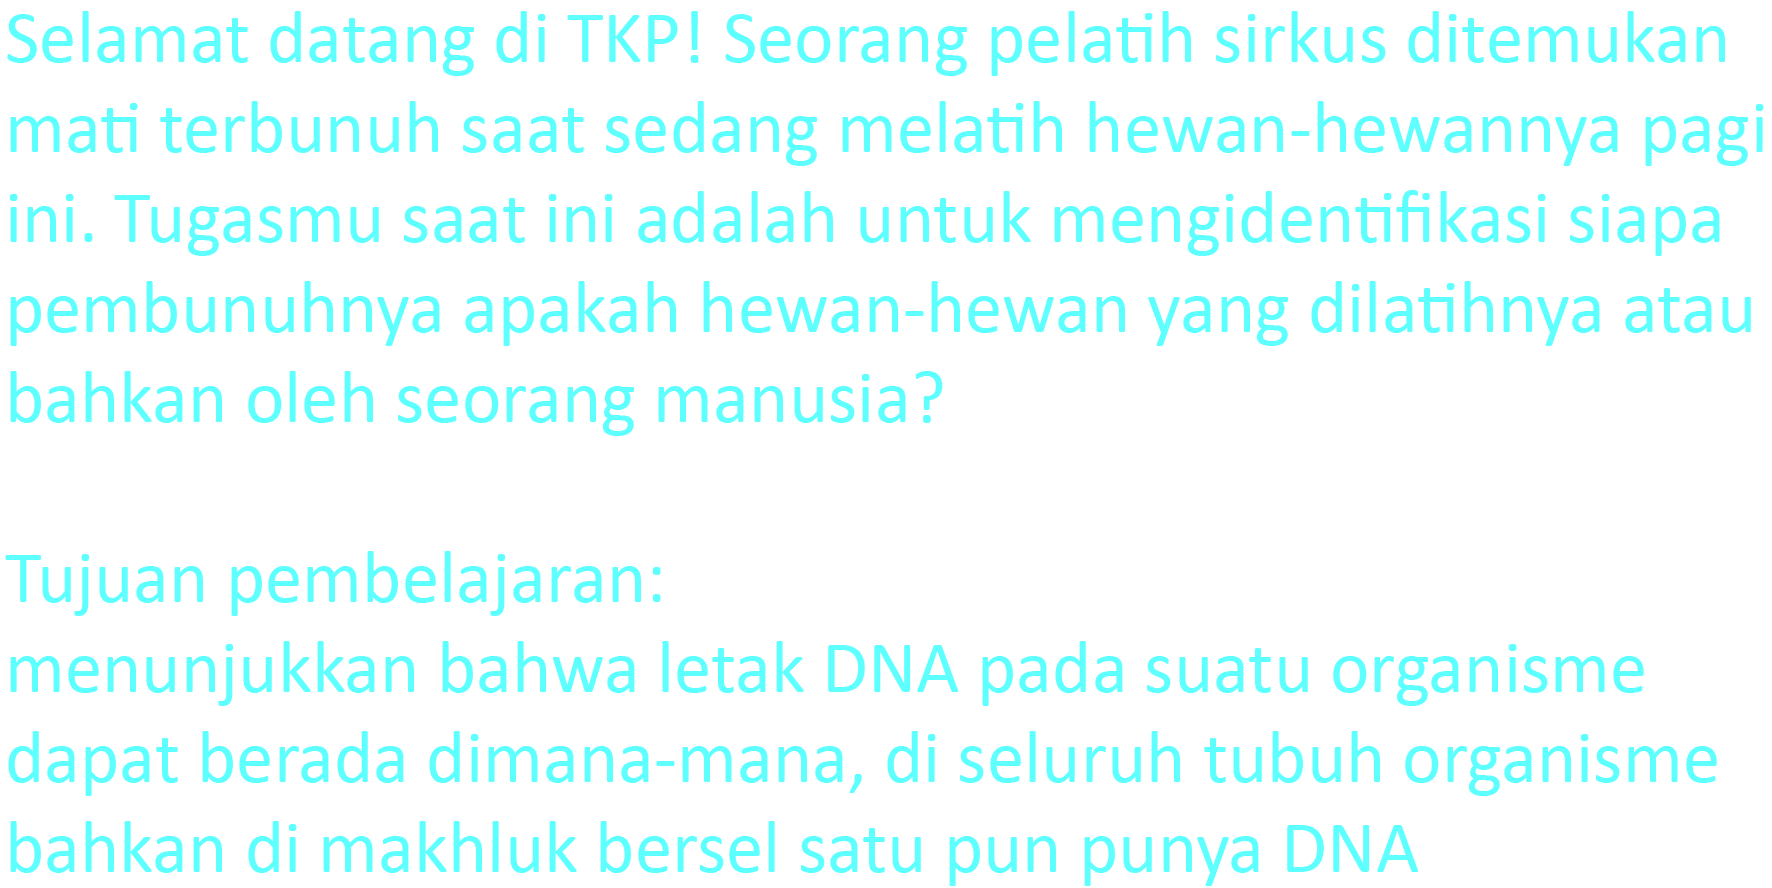 Selamat datang di TKP! Seorang pelatih sirkus ditemukan
mati terbunuh saat sedang melatih hewan-hewannya pagi
ini. Tugasmu saat ini adalah untuk mengidentifikasi siapa
pembunuhnya apakah hewan-hewan yang dilatihnya atau
bahkan oleh seorang manusia?
Tujuan pembelajaran:
menunjukkan bahwa letak DNA pada suatu organisme
dapat berada dimana-mana, di seluruh tubuh organisme
bahkan di makhluk bersel satu pun punya DNA